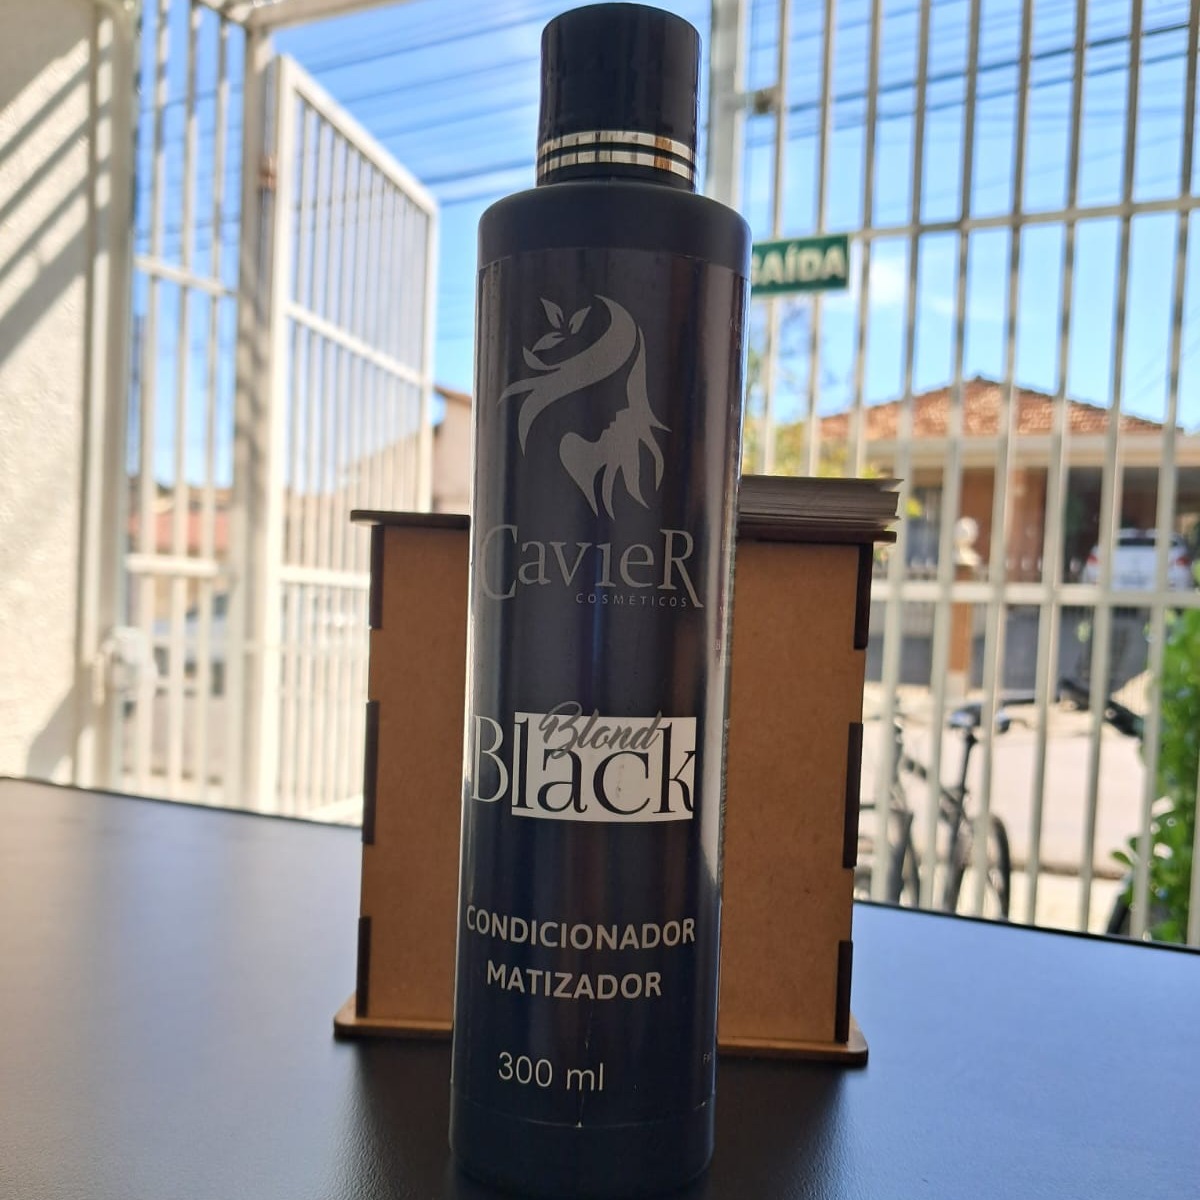 SAÍDA
CavieR
COSMÉTICOS
Blond
Black
CONDICIONADOR
MATIZADOR
300 ml